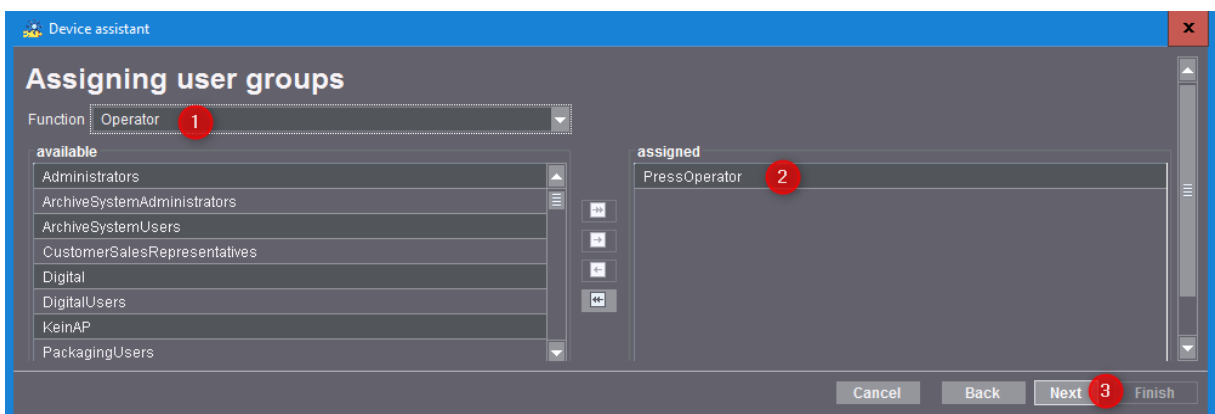 Device assistant
x
Assigning user groups
Function Operator 1
available
Administrators
ArchiveSystemAdministrators
ArchiveSystemUsers
CustomerSalesRepresentatives
Digital
DigitalUsers
KeinAP
PackagingUsers
assigned
PressOperator 2
Cancel Back Next 3 Finish